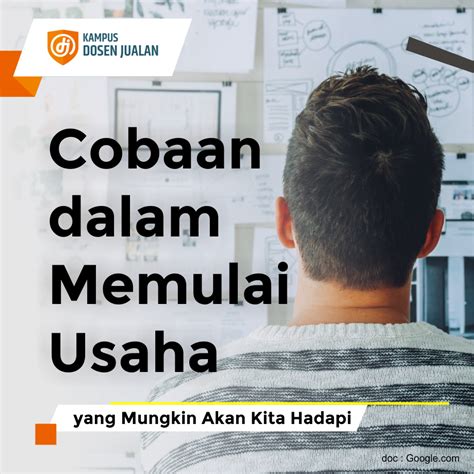 KAMPUS
DOSEN JUALAN
Cobaan
dalam
Memulai
Usaha
yang Mungkin Akan Kita Hadapi
doc : Google.com